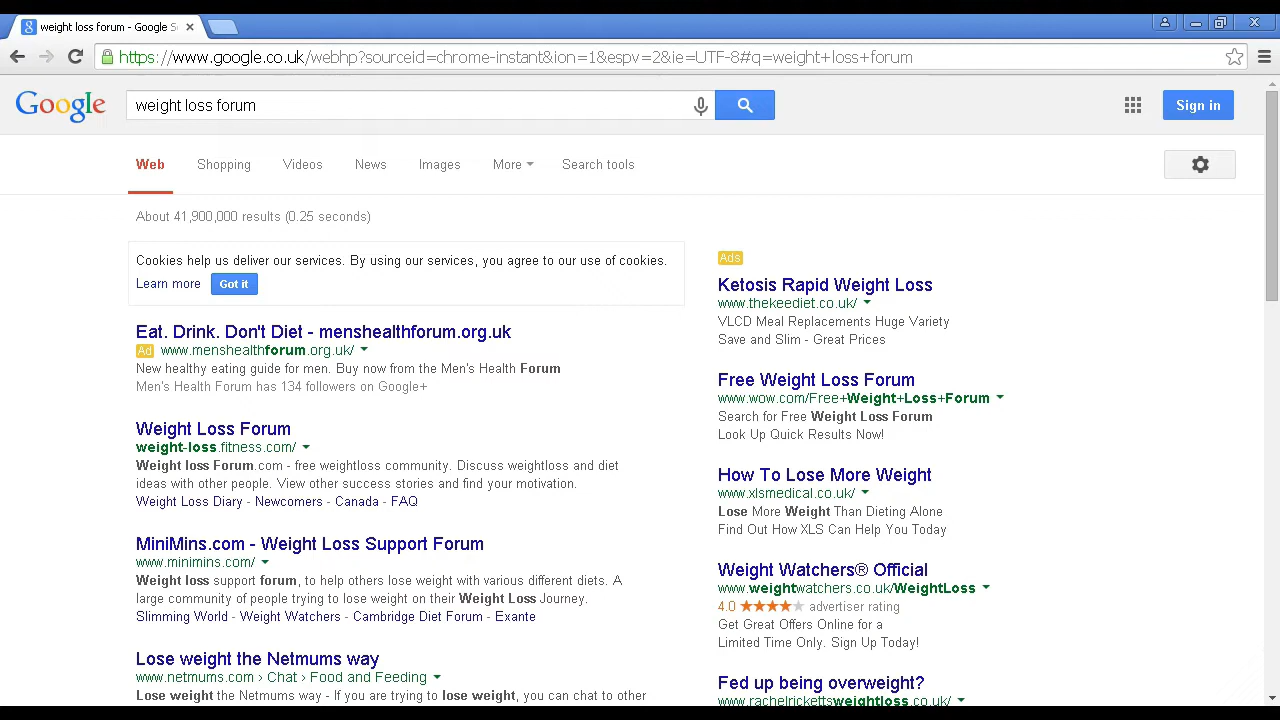 weight loss forum - Google S
https://www.google.co.uk/webhp?sourceid=chrome-instant&ion=1&espv=2&ie=UTF-8#q=weight+loss+forum
Google
weight loss forum
Sign in
Web Shopping Videos News Images More Search tools
About 41,900,000 results (0.25 seconds)
Cookies help us deliver our services. By using our services, you agree to our use of cookies.
Learn more Got it
Eat. Drink. Don't Diet - menshealthforum.org.uk
Ad www.menshealthforum.org.uk/
New healthy eating guide for men. Buy now from the Men's Health Forum
Men's Health Forum has 134 followers on Google+
Weight Loss Forum
weight-loss.fitness.com/
Weight loss Forum.com - free weightloss community. Discuss weightloss and diet
ideas with other people. View other success stories and find your motivation.
Weight Loss Diary - Newcomers - Canada - FAQ
MiniMins.com - Weight Loss Support Forum
www.minimins.com/
Weight loss support forum, to help others lose weight with various different diets. A
large community of people trying to lose weight on their Weight Loss Journey.
Slimming World - Weight Watchers - Cambridge Diet Forum - Exante
Lose weight the Netmums way
www.netmums.com › Chat › Food and Feeding
Lose weight the Netmums way - If you are trying to lose weight, you can chat to other
Ads
Ketosis Rapid Weight Loss
www.thekeediet.co.uk/
VLCD Meal Replacements Huge Variety
Save and Slim - Great Prices
Free Weight Loss Forum
www.wow.com/Free+Weight+Loss+Forum
Search for Free Weight Loss Forum
Look Up Quick Results Now!
How To Lose More Weight
www.xlsmedical.co.uk/
Lose More Weight Than Dieting Alone
Find Out How XLS Can Help You Today
Weight Watchers® Official
www.weightwatchers.co.uk/WeightLoss
4.0 ★★★★★ advertiser rating
Get Great Offers Online for a
Limited Time Only. Sign Up Today!
Fed up being overweight?
www.rachelrickettsweightloss.co.uk/